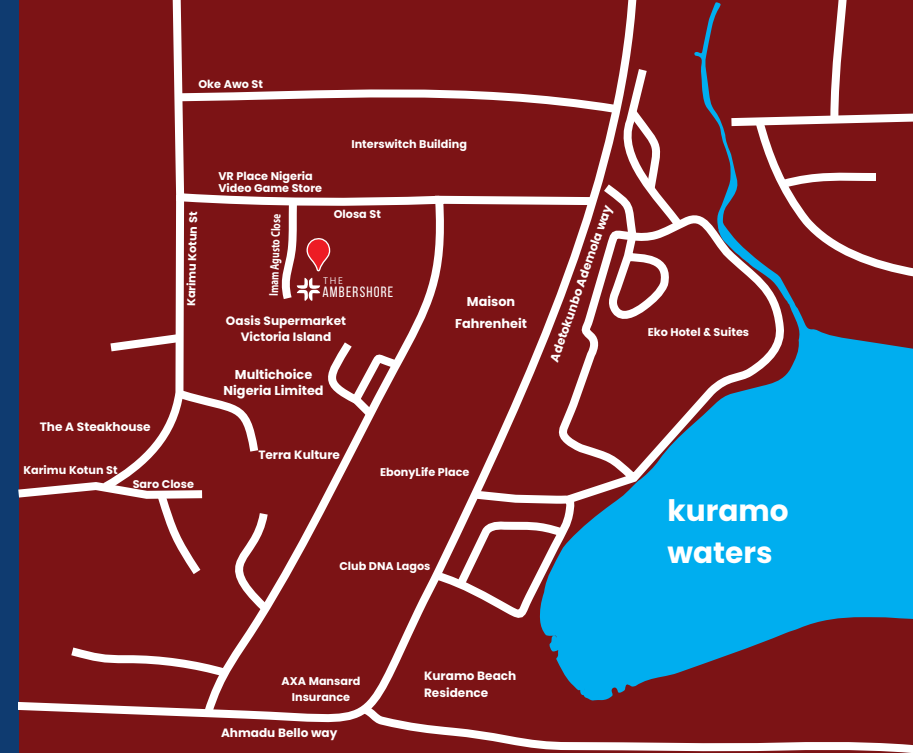 Oke Awo St
Interswitch Building
VR Place Nigeria
Video Game Store
Olosa St
Karimu Kotun St
Imam Agusto Close
THE
AMBERSHORE
Adetokunbo Ademola way
Maison
Fahrenheit
Oasis Supermarket
Victoria Island
Eko Hotel & Suites
Multichoice
Nigeria Limited
The A Steakhouse
Terra Kulture
Karimu Kotun St
Saro Close
EbonyLife Place
kuramo
waters
Club DNA Lagos
AXA Mansard
Insurance
Kuramo Beach
Residence
Ahmadu Bello way